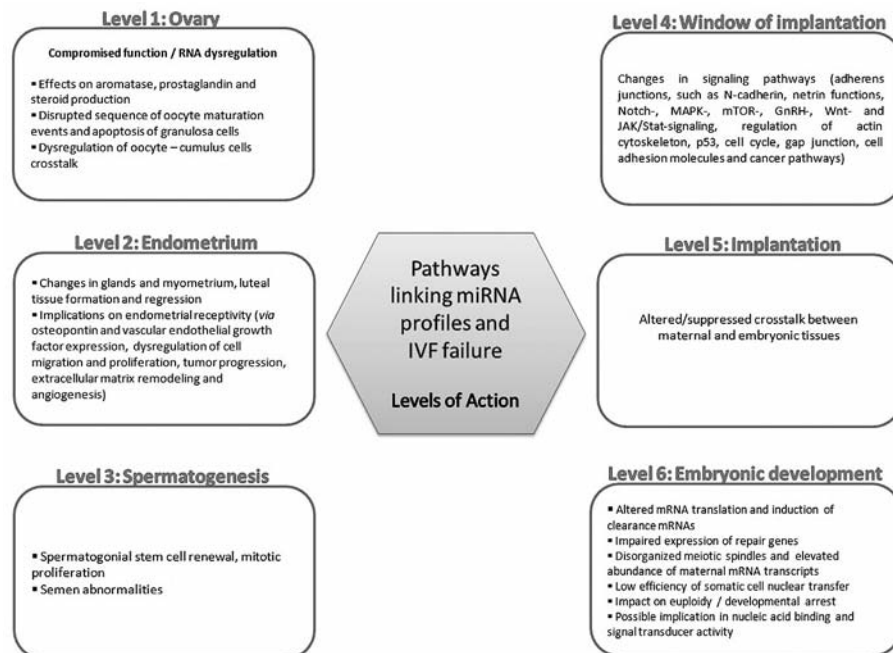 Level 1: Ovary
Compromised function / RNA dysregulation
▪ Effects on aromatase, prostaglandin and
steroid production
▪ Disrupted sequence of oocyte maturation
events and apoptosis of granulosa cells
▪ Dysregulation of oocyte – cumulus cells
crosstalk
Level 2: Endometrium
▪ Changes in glands and myometrium, luteal
tissue formation and regression
▪ Implications on endometrial receptivity (via
osteopontin and vascular endothelial growth
factor expression, dysregulation of cell
migration and proliferation, tumor progression,
extracellular matrix remodeling and
angiogenesis)
Level 3: Spermatogenesis
▪ Spermatogonial stem cell renewal, mitotic
proliferation
▪ Semen abnormalities
Pathways
linking miRNA
profiles and
IVF failure
Levels of Action
Level 4: Window of implantation
Changes in signaling pathways (adherens
junctions, such as N-cadherin, netrin functions,
Notch-, MAPK-, mTOR-, GnRH-, Wnt- and
JAK/Stat-signaling, regulation of actin
cytoskeleton, p53, cell cycle, gap junction, cell
adhesion molecules and cancer pathways)
Level 5: Implantation
Altered/suppressed crosstalk between
maternal and embryonic tissues
Level 6: Embryonic development
▪ Altered mRNA translation and induction of
clearance mRNAs
▪ Impaired expression of repair genes
▪ Disorganized meiotic spindles and elevated
abundance of maternal mRNA transcripts
▪ Low efficiency of somatic cell nuclear transfer
▪ Impact on euploidy / developmental arrest
▪ Possible implication in nucleic acid binding and
signal transducer activity